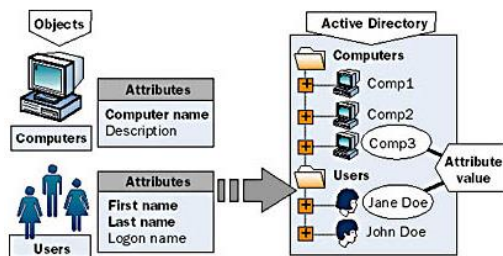 Objects
Computers
Attributes
Computer name
Description
Users
Attributes
First name
Last name
Logon name
Active Directory
Computers
Comp1
Comp2
Comp3
Users
Jane Doe
John Doe
Attribute
value